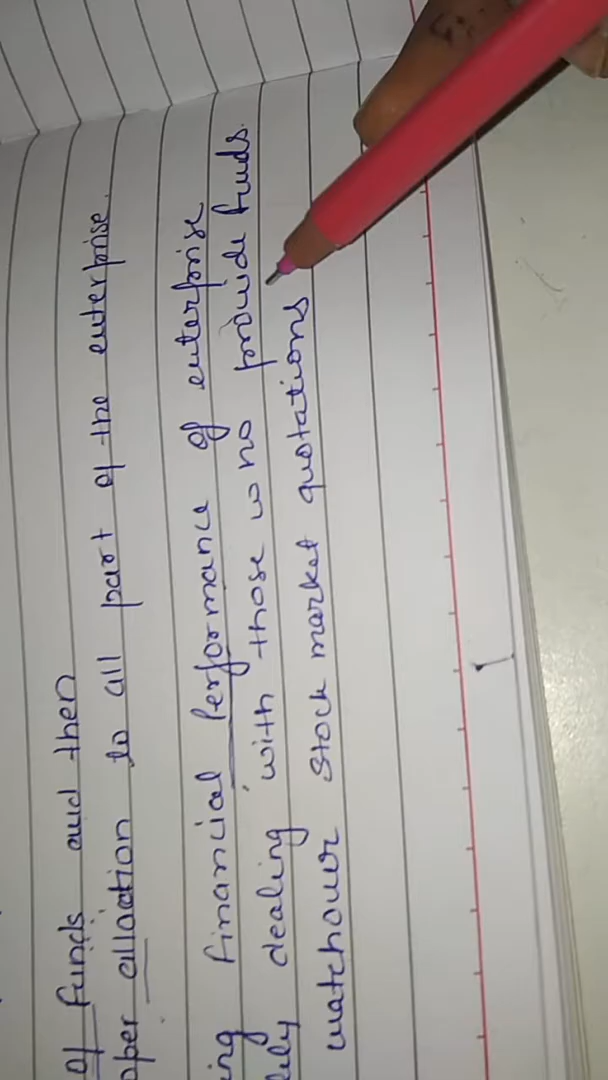 of funds and then
oper allaction to all part of the enterprise.
ing financial Performance of enterprise
dealing with those who provide funds.
watchover stock market quotations